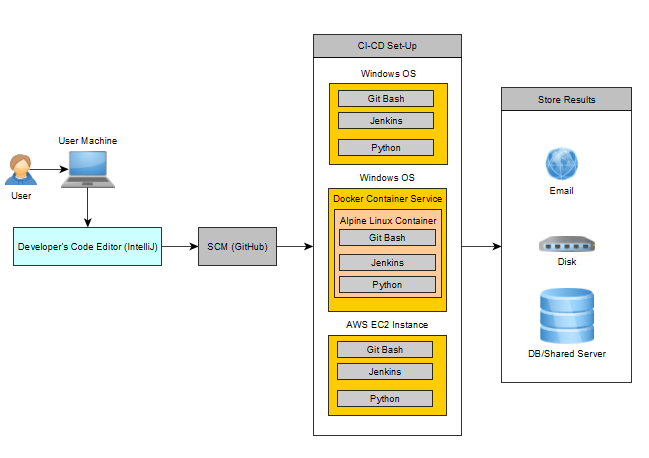 User
User Machine
Developer's Code Editor (IntelliJ)
SCM (GitHub)
CI-CD Set-Up
Windows OS
Git Bash
Jenkins
Python
Windows OS
Docker Container Service
Alpine Linux Container
Git Bash
Jenkins
Python
AWS EC2 Instance
Git Bash
Jenkins
Python
Store Results
Email
Disk
DB/Shared Server